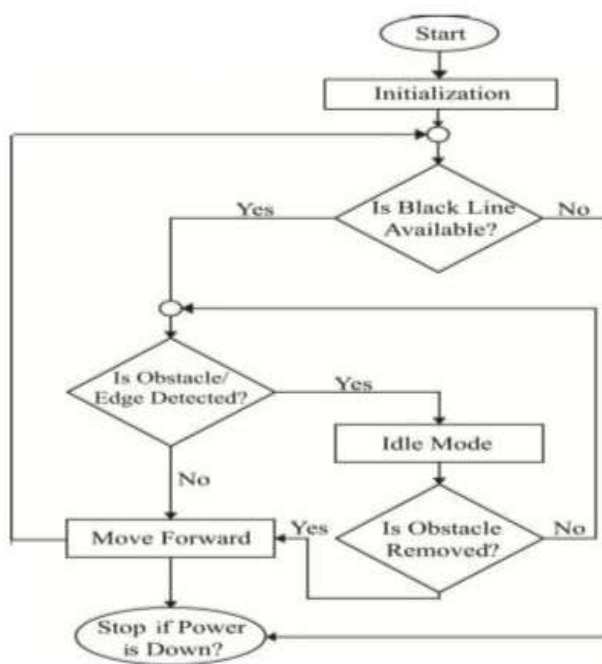 Start
Initialization
Is Black Line
Available?
Yes
No
Is Obstacle/
Edge Detected?
Yes
Idle Mode
No
Is Obstacle
Removed?
Yes
No
Move Forward
Stop if Power
is Down?